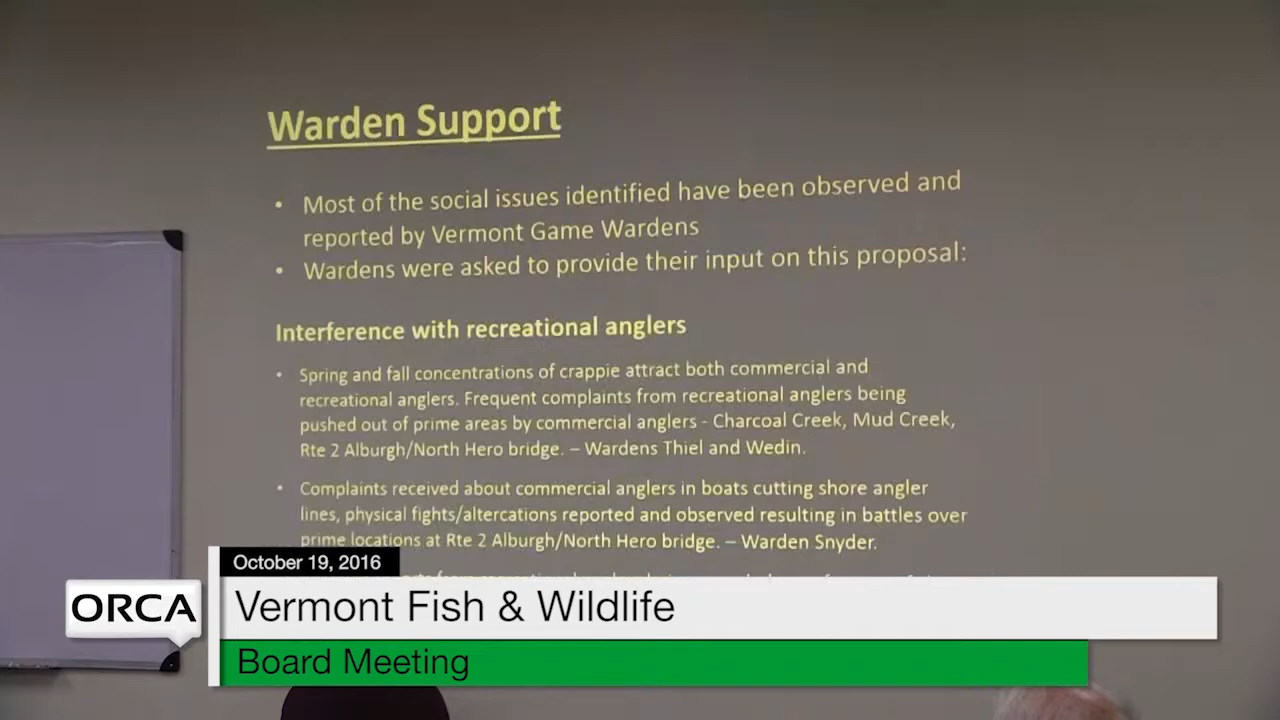 Warden Support
• Most of the social issues identified have been observed and
reported by Vermont Game Wardens
• Wardens were asked to provide their input on this proposal:
Interference with recreational anglers
• Spring and fall concentrations of crappie attract both commercial and
recreational anglers. Frequent complaints from recreational anglers being
pushed out of prime areas by commercial anglers - Charcoal Creek, Mud Creek,
Rte 2 Alburgh/North Hero bridge. – Wardens Thiel and Wedin.
• Complaints received about commercial anglers in boats cutting shore angler
lines, physical fights/altercations reported and observed resulting in battles over
prime locations at Rte 2 Alburgh/North Hero bridge. – Warden Snyder.
October 19, 2016
ORCA
Vermont Fish & Wildlife
Board Meeting